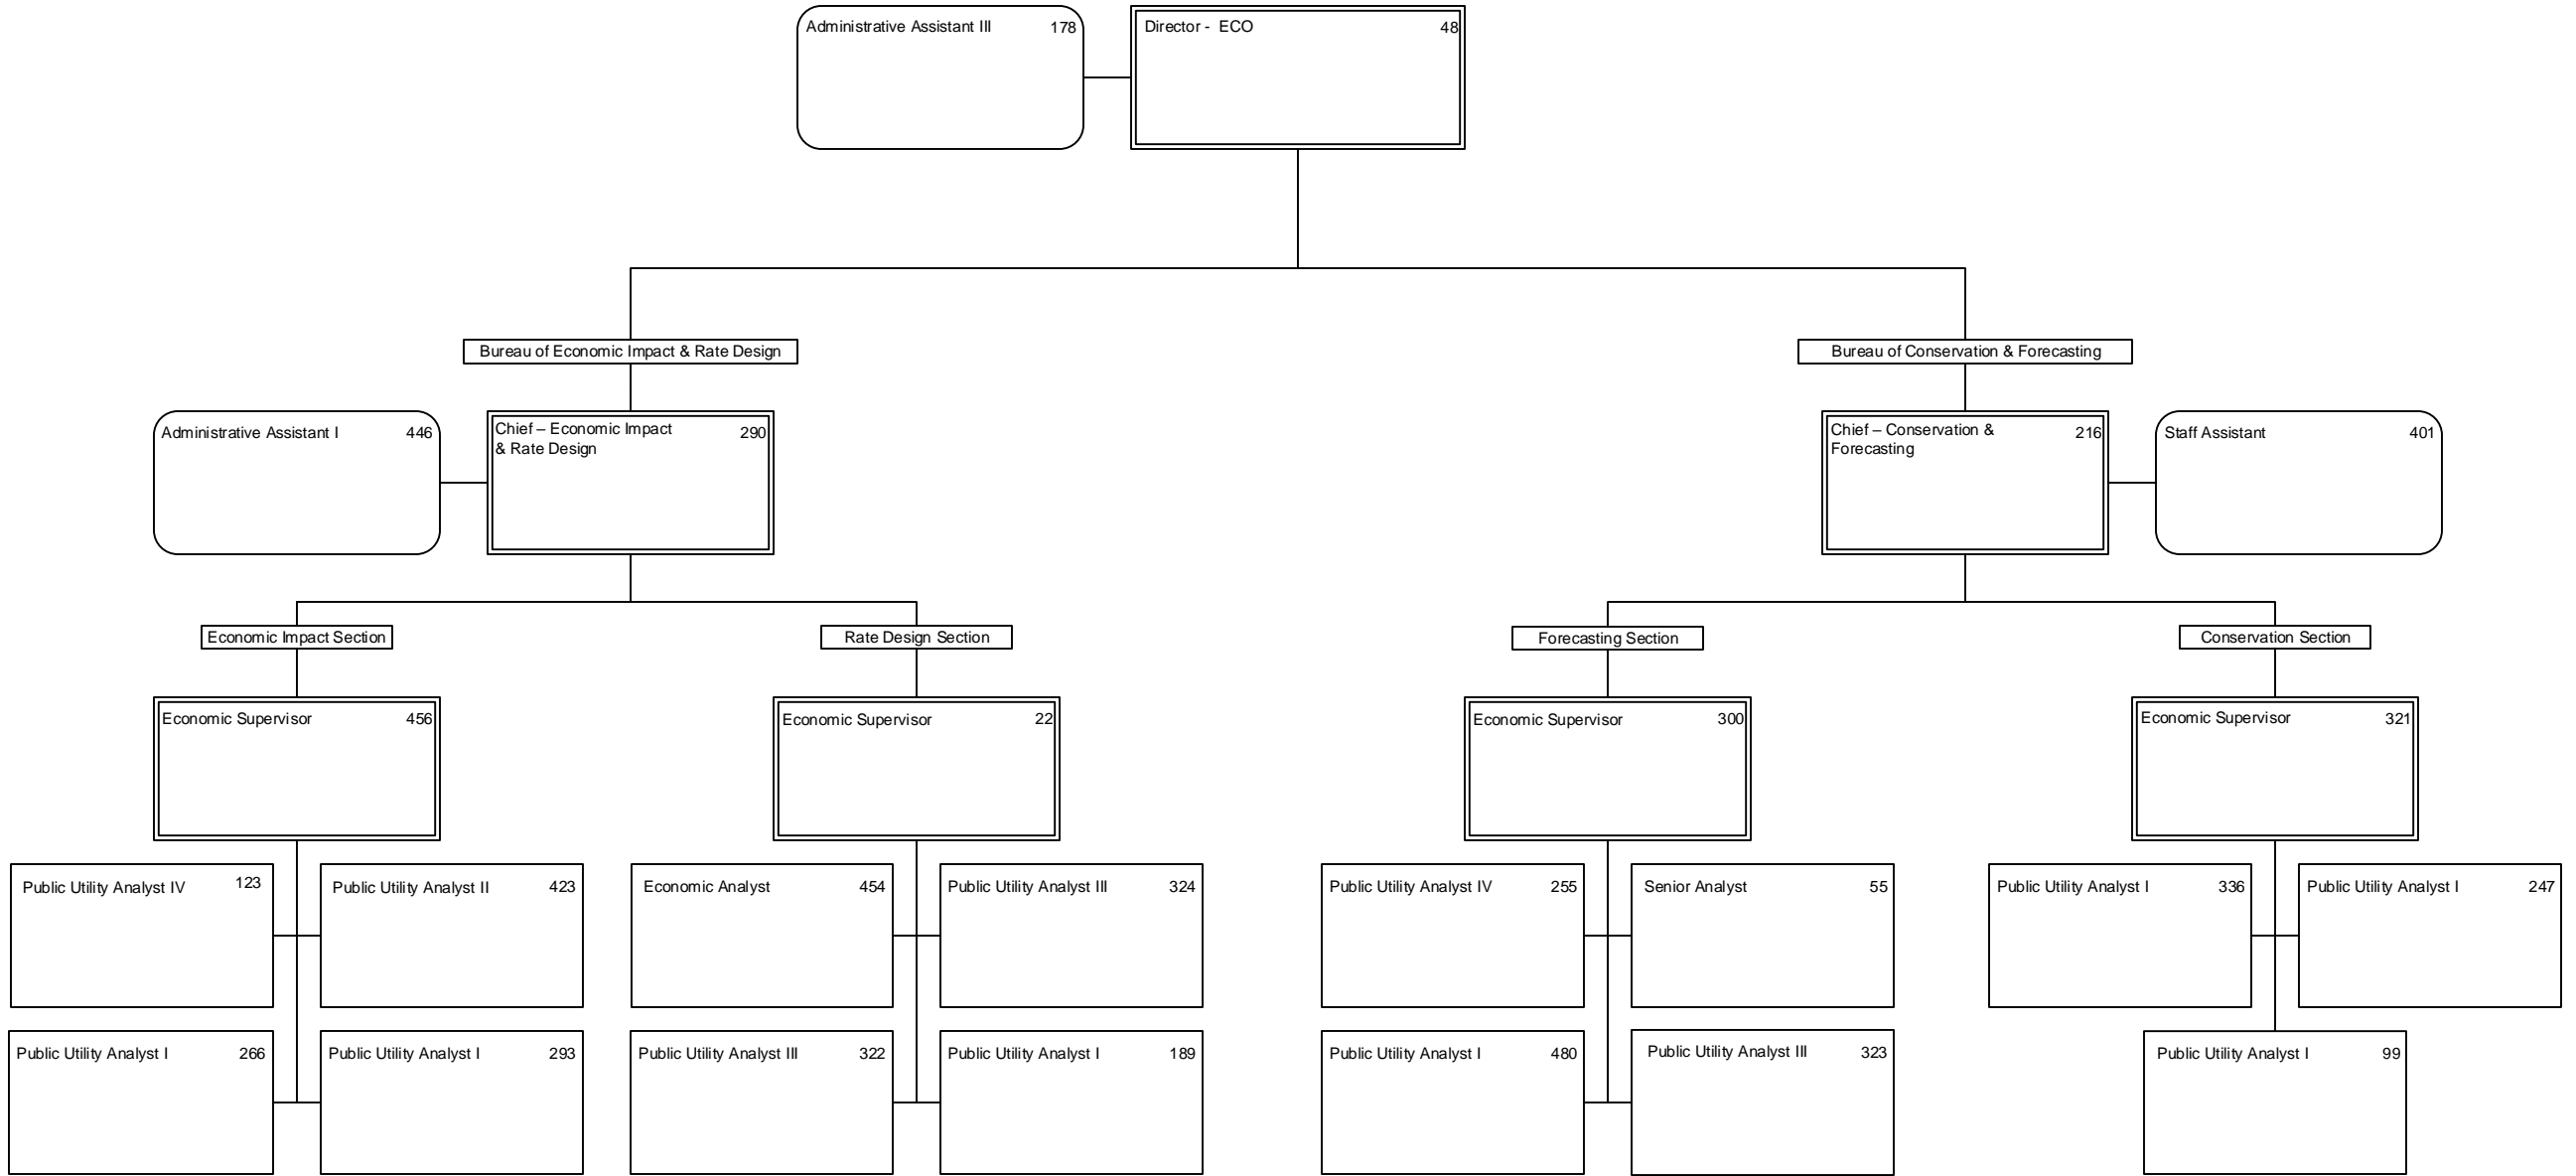 Administrative Assistant III 178
Director - ECO 48
Bureau of Economic Impact & Rate Design
Bureau of Conservation & Forecasting
Administrative Assistant I 446
Chief – Economic Impact 290
& Rate Design
Chief – Conservation & 216
Forecasting
Staff Assistant 401
Economic Impact Section
Rate Design Section
Forecasting Section
Conservation Section
Economic Supervisor 456
Economic Supervisor 22
Economic Supervisor 300
Economic Supervisor 321
Public Utility Analyst IV 123
Public Utility Analyst II 423
Economic Analyst 454
Public Utility Analyst III 324
Public Utility Analyst IV 255
Senior Analyst 55
Public Utility Analyst I 336
Public Utility Analyst I 247
Public Utility Analyst I 266
Public Utility Analyst I 293
Public Utility Analyst III 322
Public Utility Analyst I 189
Public Utility Analyst I 480
Public Utility Analyst III 323
Public Utility Analyst I 99